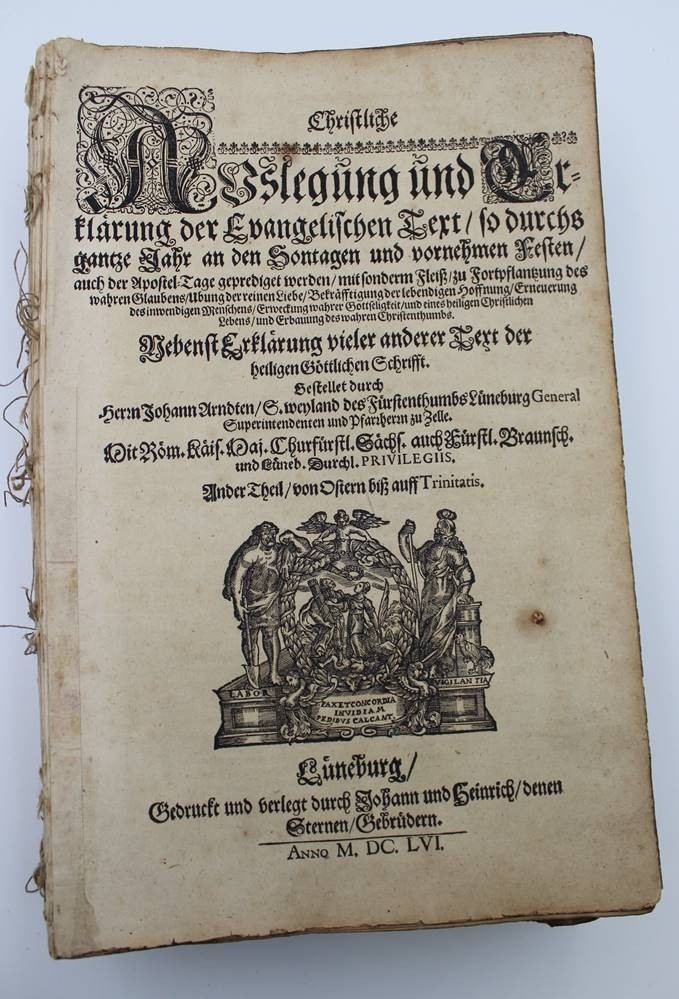 Christliche
AUslegung und Er-
klärung der Evangelischen Text / so durchs
gantze Jahr an den Sontagen und vornehmen Festen /
auch der Apostel-Tage geprediget werden / mit sonderm Fleiß / zu Fortpflantzung des
wahren Glaubens / Ubung der reinen Liebe / Bekräfftigung der lebendigen Hoffnung / Erneuerung
des inwendigen Menschens / Erweckung wahrer Gottseligkeit / und eines heiligen Christlichen
Lebens / und Erbauung des wahren Christenthumbs.
Nebenst Erklärung vieler anderer Text der
heiligen Göttlichen Schrifft.
Gestellet durch
Herrn Johann Arndten / S. weyland des Fürstenthumbs Lüneburg General
Superintendenten und Pfarrherrn zu Zelle.
Mit Röm. Käis. Maj. Churfürstl. Sächs. auch Fürstl. Braunsch.
und Lüneb. Durchl. PRIVILEGIIS.
Ander Theil / von Ostern biß auff Trinitatis.
LABOR
VIGILANTIA
PAX ET CONCORDIA
INVIDIAM
PEDIBUS CALCANT.
Lüneburg /
Gedruckt und verlegt durch Johann und Heinrich / denen
Sternen / Gebrüdern.
ANNO M. DC. LVI.